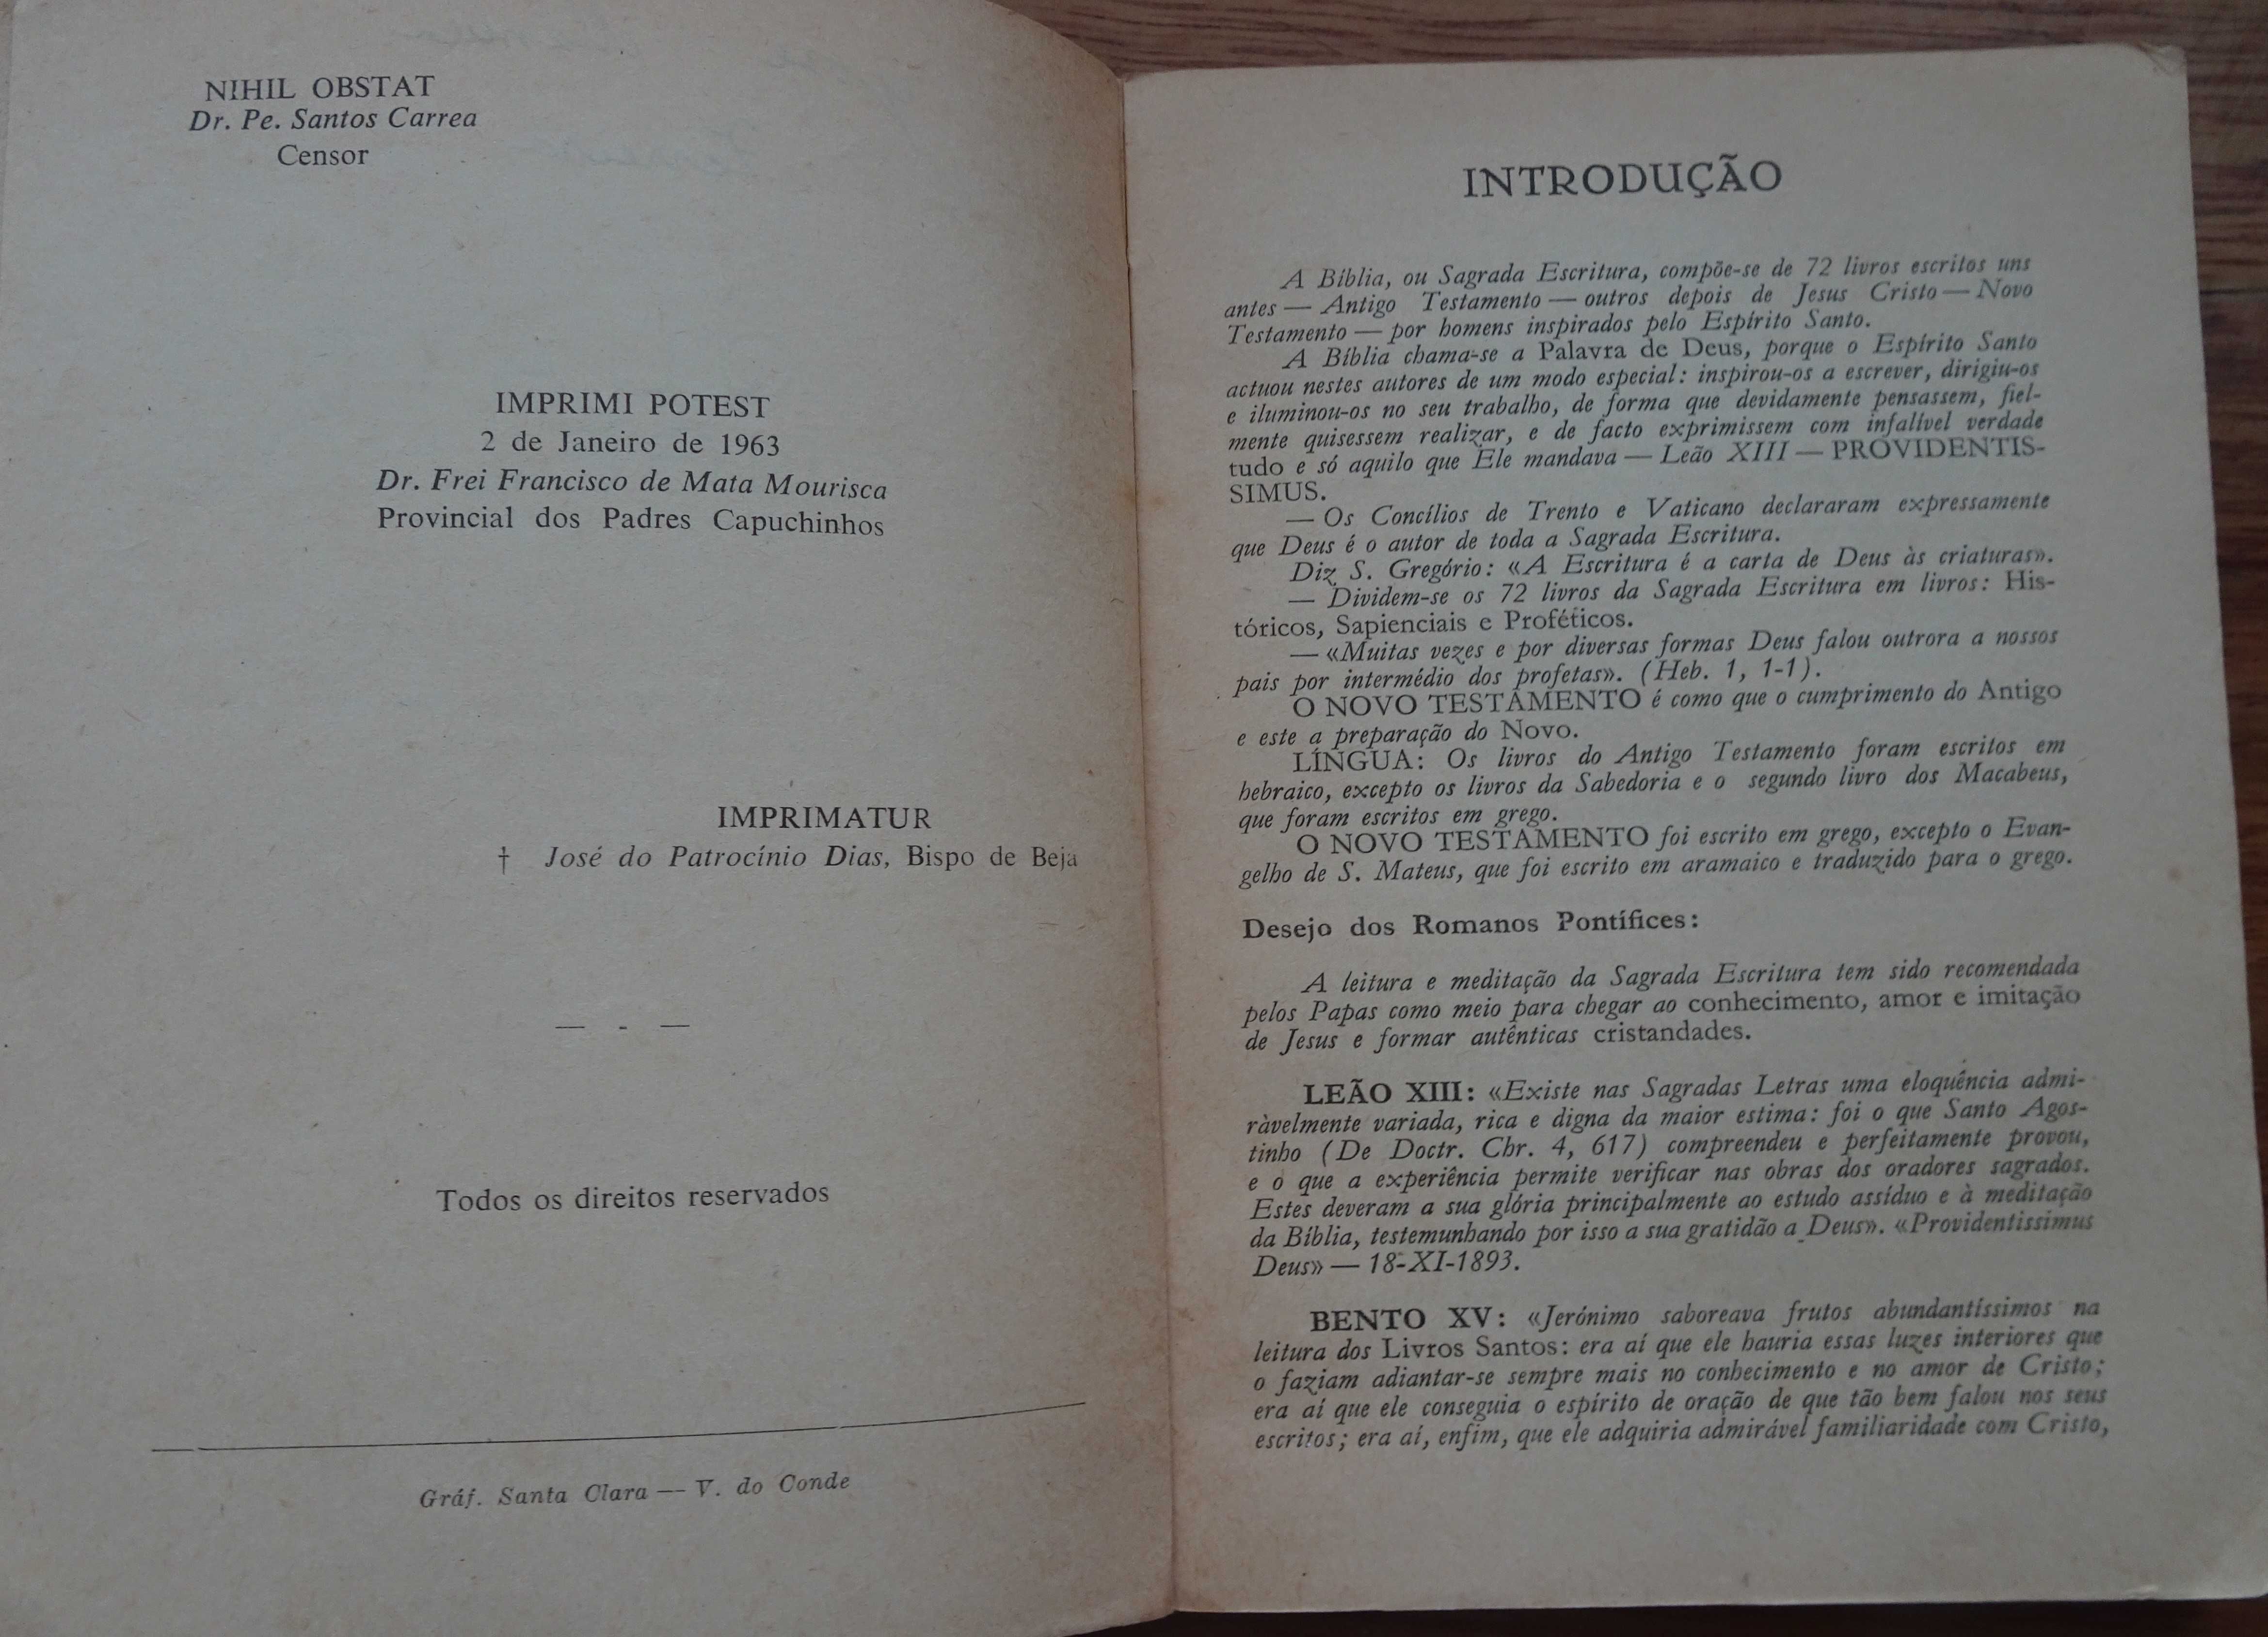 NIHIL OBSTAT
Dr. Pe. Santos Carrea
Censor
IMPRIMI POTEST
2 de Janeiro de 1963
Dr. Frei Francisco de Mata Mourisca
Provincial dos Padres Capuchinhos
IMPRIMATUR
† José do Patrocínio Dias, Bispo de Beja
— - —
Todos os direitos reservados
Gráf. Santa Clara — V. do Conde
INTRODUÇÃO
A Bíblia, ou Sagrada Escritura, compõe-se de 72 livros escritos uns
antes — Antigo Testamento — outros depois de Jesus Cristo — Novo
Testamento — por homens inspirados pelo Espírito Santo.
A Bíblia chama-se a Palavra de Deus, porque o Espírito Santo
actuou nestes autores de um modo especial: inspirou-os a escrever, dirigiu-os
e iluminou-os no seu trabalho, de forma que devidamente pensassem, fiel-
mente quisessem realizar, e de facto exprimissem com infalível verdade
tudo e só aquilo que Ele mandava — Leão XIII — PROVIDENTIS-
SIMUS.
— Os Concílios de Trento e Vaticano declararam expressamente
que Deus é o autor de toda a Sagrada Escritura.
Diz S. Gregório: «A Escritura é a carta de Deus às criaturas».
— Dividem-se os 72 livros da Sagrada Escritura em livros: His-
tóricos, Sapienciais e Proféticos.
— «Muitas vezes e por diversas formas Deus falou outrora a nossos
pais por intermédio dos profetas». (Heb. 1, 1-1).
O NOVO TESTAMENTO é como que o cumprimento do Antigo
e este a preparação do Novo.
LÍNGUA: Os livros do Antigo Testamento foram escritos em
hebraico, excepto os livros da Sabedoria e o segundo livro dos Macabeus,
que foram escritos em grego.
O NOVO TESTAMENTO foi escrito em grego, excepto o Evan-
gelho de S. Mateus, que foi escrito em aramaico e traduzido para o grego.
Desejo dos Romanos Pontífices:
A leitura e meditação da Sagrada Escritura tem sido recomendada
pelos Papas como meio para chegar ao conhecimento, amor e imitação
de Jesus e formar autênticas cristandades.
LEÃO XIII: «Existe nas Sagradas Letras uma eloquência admi-
ràvelmente variada, rica e digna da maior estima: foi o que Santo Agos-
tinho (De Doctr. Chr. 4, 617) compreendeu e perfeitamente provou,
e o que a experiência permite verificar nas obras dos oradores sagrados.
Estes deveram a sua glória principalmente ao estudo assíduo e à meditação
da Bíblia, testemunhando por isso a sua gratidão a Deus». «Providentissimus
Deus» — 18-XI-1893.
BENTO XV: «Jerónimo saboreava frutos abundantíssimos na
leitura dos Livros Santos: era aí que ele hauria essas luzes interiores que
o faziam adiantar-se sempre mais no conhecimento e no amor de Cristo;
era aí que ele conseguia o espírito de oração de que tão bem falou nos seus
escritos; era aí, enfim, que ele adquiria admirável familiaridade com Cristo,